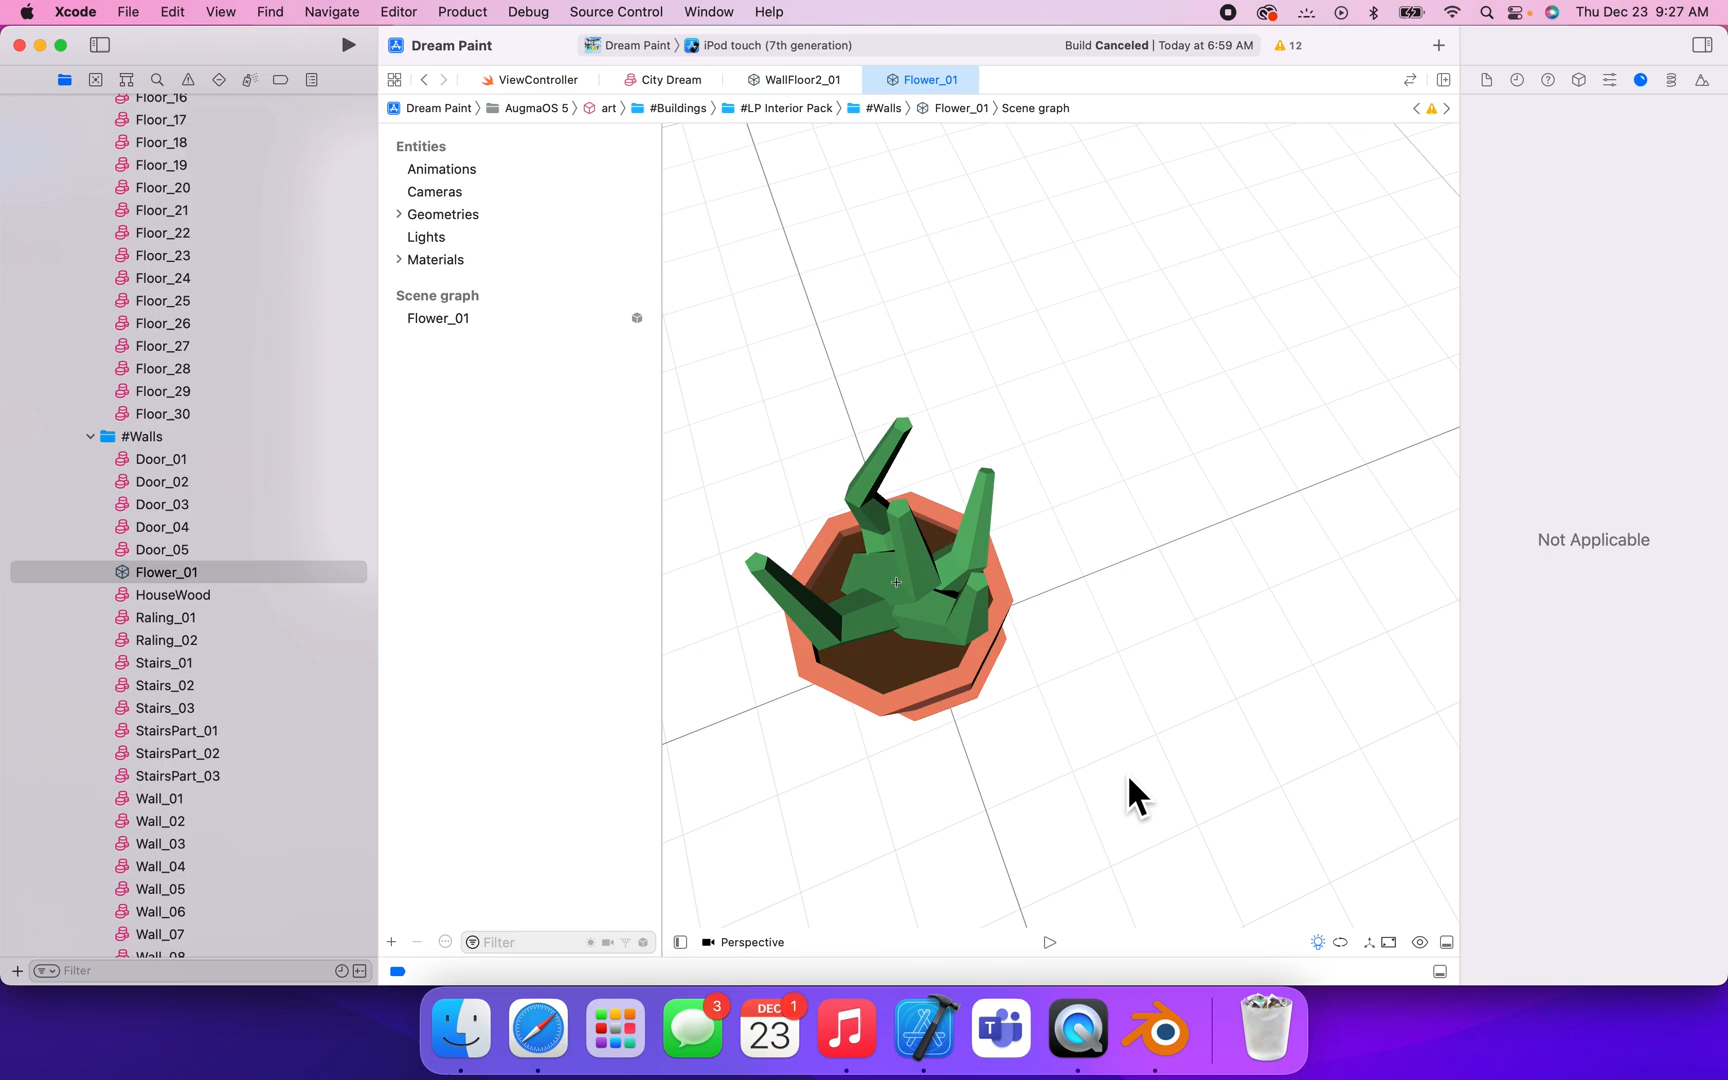 Xcode File Edit View Find Navigate Editor Product Debug Source Control Window Help Thu Dec 23 9:27 AM
Dream Paint Dream Paint iPod touch (7th generation) Build Canceled | Today at 6:59 AM 12
ViewController City Dream WallFloor2_01 Flower_01
Dream Paint AugmaOS 5 art #Buildings #LP Interior Pack #Walls Flower_01 Scene graph
Floor_16
Floor_17
Floor_18
Floor_19
Floor_20
Floor_21
Floor_22
Floor_23
Floor_24
Floor_25
Floor_26
Floor_27
Floor_28
Floor_29
Floor_30
#Walls
Door_01
Door_02
Door_03
Door_04
Door_05
Flower_01
HouseWood
Raling_01
Raling_02
Stairs_01
Stairs_02
Stairs_03
StairsPart_01
StairsPart_02
StairsPart_03
Wall_01
Wall_02
Wall_03
Wall_04
Wall_05
Wall_06
Wall_07
Wall_08
Filter
Entities
Animations
Cameras
Geometries
Lights
Materials
Scene graph
Flower_01
Filter
Perspective
Not Applicable
3
DEC 1
23